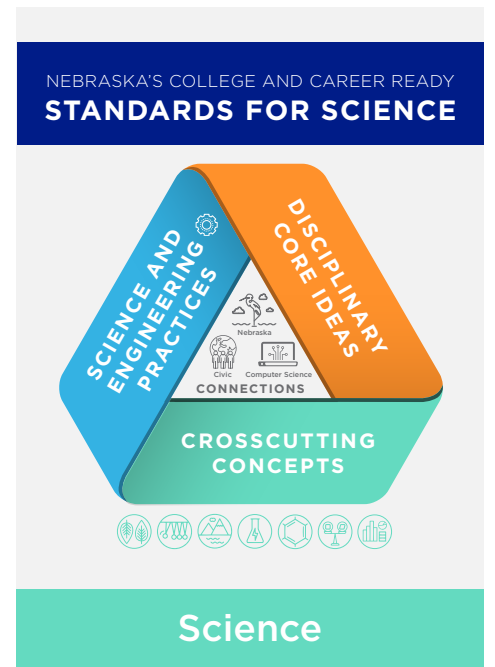 NEBRASKA'S COLLEGE AND CAREER READY
STANDARDS FOR SCIENCE
SCIENCE AND
ENGINEERING
PRACTICES
DISCIPLINARY
CORE IDEAS
Nebraska
Civic
Computer Science
CONNECTIONS
CROSSCUTTING
CONCEPTS
Science